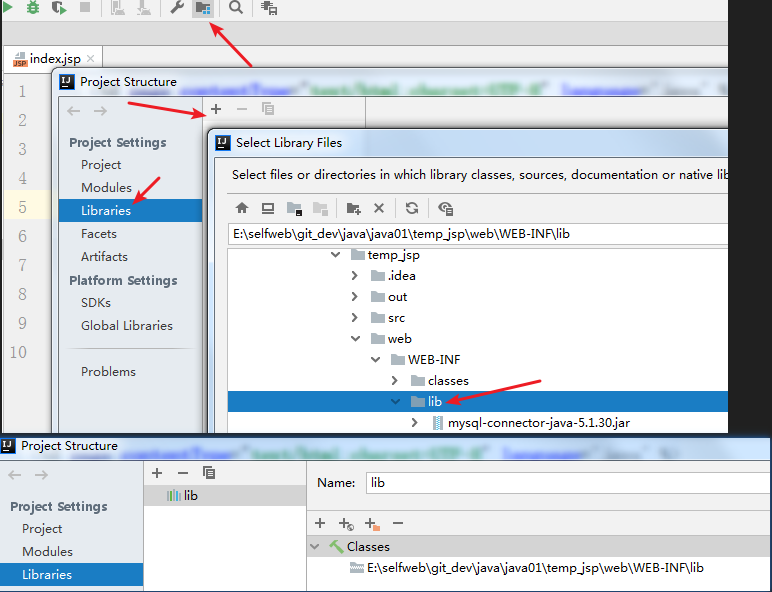 index.jsp
Project Structure
1
2
3
4
5
6
7
8
9
10
Project Settings
Project
Modules
Libraries
Facets
Artifacts
Platform Settings
SDKs
Global Libraries
Problems
Select Library Files
Select files or directories in which library classes, sources, documentation or native lib
E:\selfweb\git_dev\java\java01\temp_jsp\web\WEB-INF\lib
temp_jsp
.idea
out
src
web
WEB-INF
classes
lib
mysql-connector-java-5.1.30.jar
Project Structure
Project Settings
Project
Modules
Libraries
lib
Name: lib
Classes
E:\selfweb\git_dev\java\java01\temp_jsp\web\WEB-INF\lib